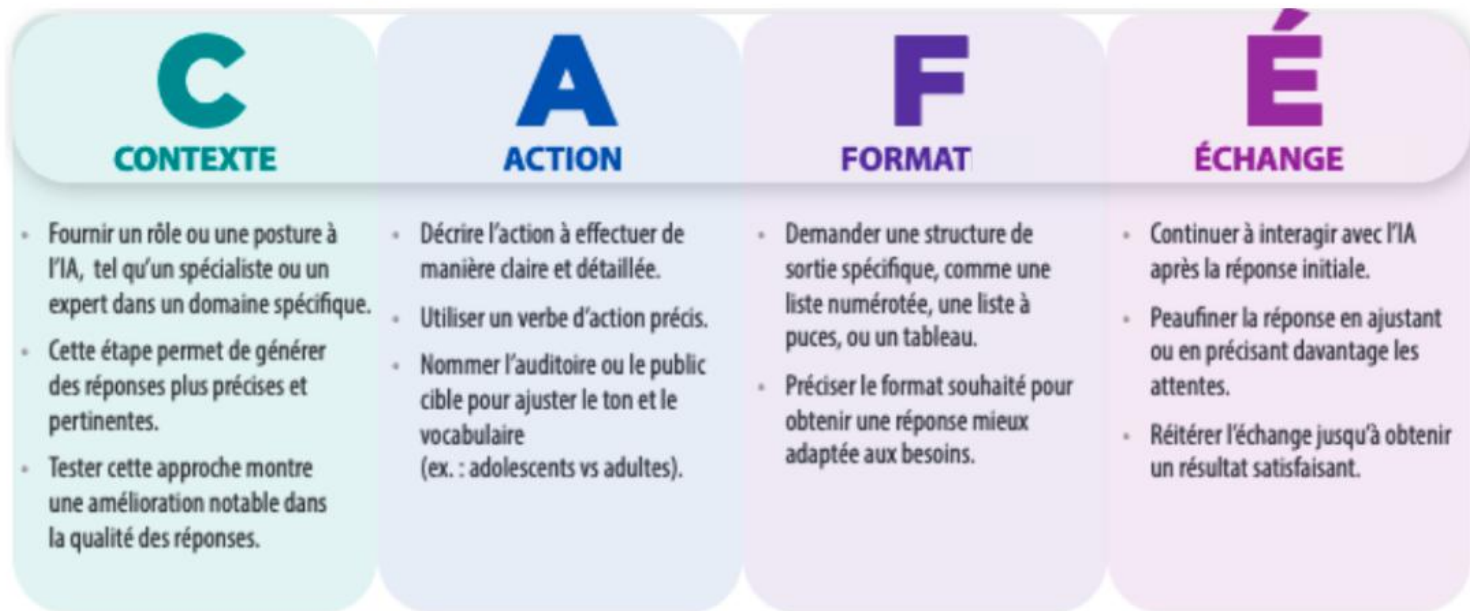 C
CONTEXTE
• Fournir un rôle ou une posture à
l'IA, tel qu'un spécialiste ou un
expert dans un domaine spécifique.
• Cette étape permet de générer
des réponses plus précises et
pertinentes.
• Tester cette approche montre
une amélioration notable dans
la qualité des réponses.
A
ACTION
• Décrire l'action à effectuer de
manière claire et détaillée.
• Utiliser un verbe d'action précis.
• Nommer l'auditoire ou le public
cible pour ajuster le ton et le
vocabulaire
(ex. : adolescents vs adultes).
F
FORMAT
• Demander une structure de
sortie spécifique, comme une
liste numérotée, une liste à
puces, ou un tableau.
• Préciser le format souhaité pour
obtenir une réponse mieux
adaptée aux besoins.
É
ÉCHANGE
• Continuer à interagir avec l'IA
après la réponse initiale.
• Peaufiner la réponse en ajustant
ou en précisant davantage les
attentes.
• Réitérer l'échange jusqu'à obtenir
un résultat satisfaisant.